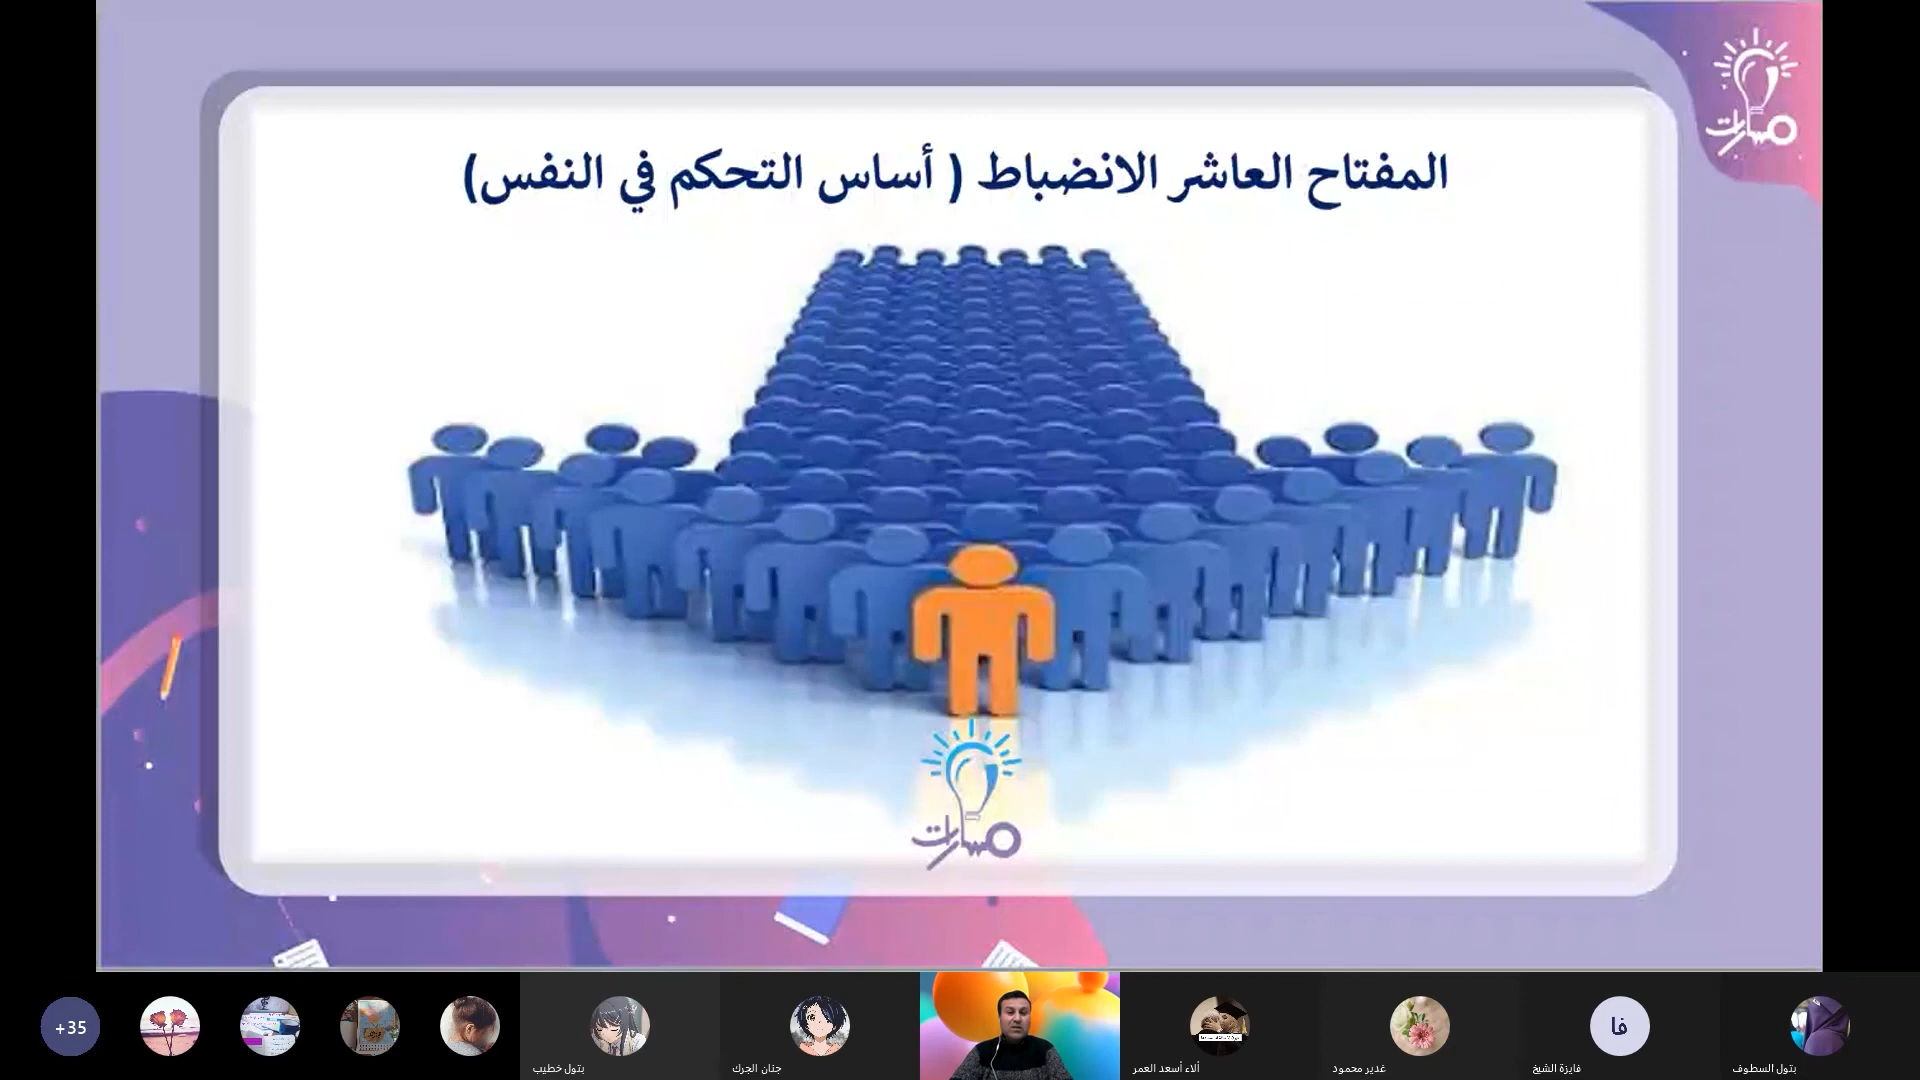 مسارات
المفتاح العاشر الانضباط ( أساس التحكم في النفس)
مسارات
+35
بتول خطيب
جنان الجرك
ألاء أسعد العمر
غدير محمود
فا
فايزة الشيخ
بتول السطوف